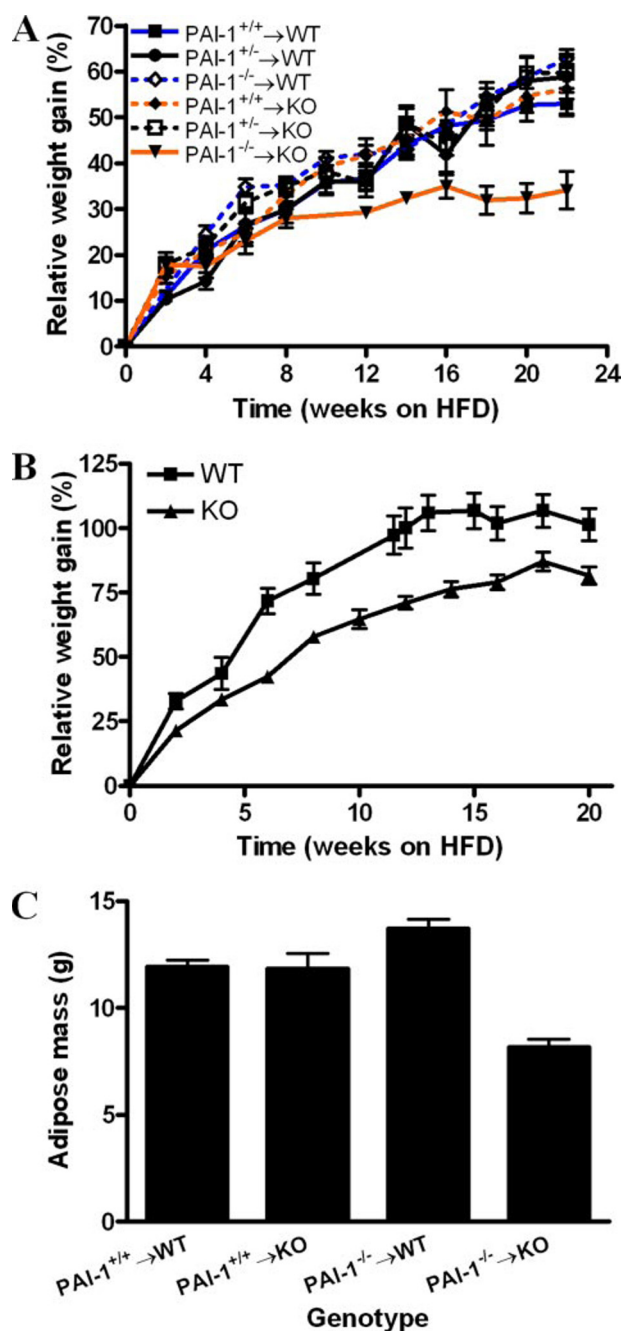 A
Relative weight gain (%)
70
60
50
40
30
20
10
0
PAI-1+/+→WT
PAI-1+/-→WT
PAI-1-/-→WT
PAI-1+/+→KO
PAI-1+/-→KO
PAI-1-/-→KO
0 4 8 12 16 20 24
Time (weeks on HFD)
B
Relative weight gain (%)
125
100
75
50
25
0
WT
KO
0 5 10 15 20
Time (weeks on HFD)
C
Adipose mass (g)
15
10
5
0
PAI-1+/+→WT
PAI-1+/+→KO
PAI-1-/-→WT
PAI-1-/-→KO
Genotype